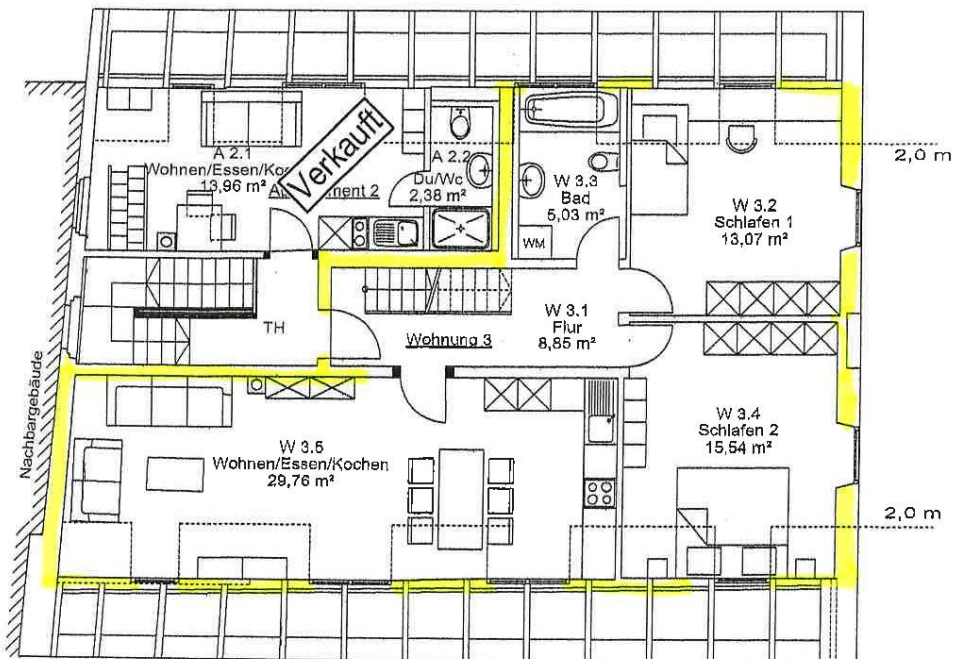 A 2.1
Wohnen/Essen/Ko
13,96 m²
Verkauft
ment 2
A 2.2
Du/Wc
2,38 m²
W 3.3
Bad
5,03 m²
WM
W 3.2
Schlafen 1
13,07 m²
2,0 m
TH
Wohnung 3
W 3.1
Flur
8,85 m²
Nachbargebäude
W 3.5
Wohnen/Essen/Kochen
29,76 m²
W 3.4
Schlafen 2
15,54 m²
2,0 m